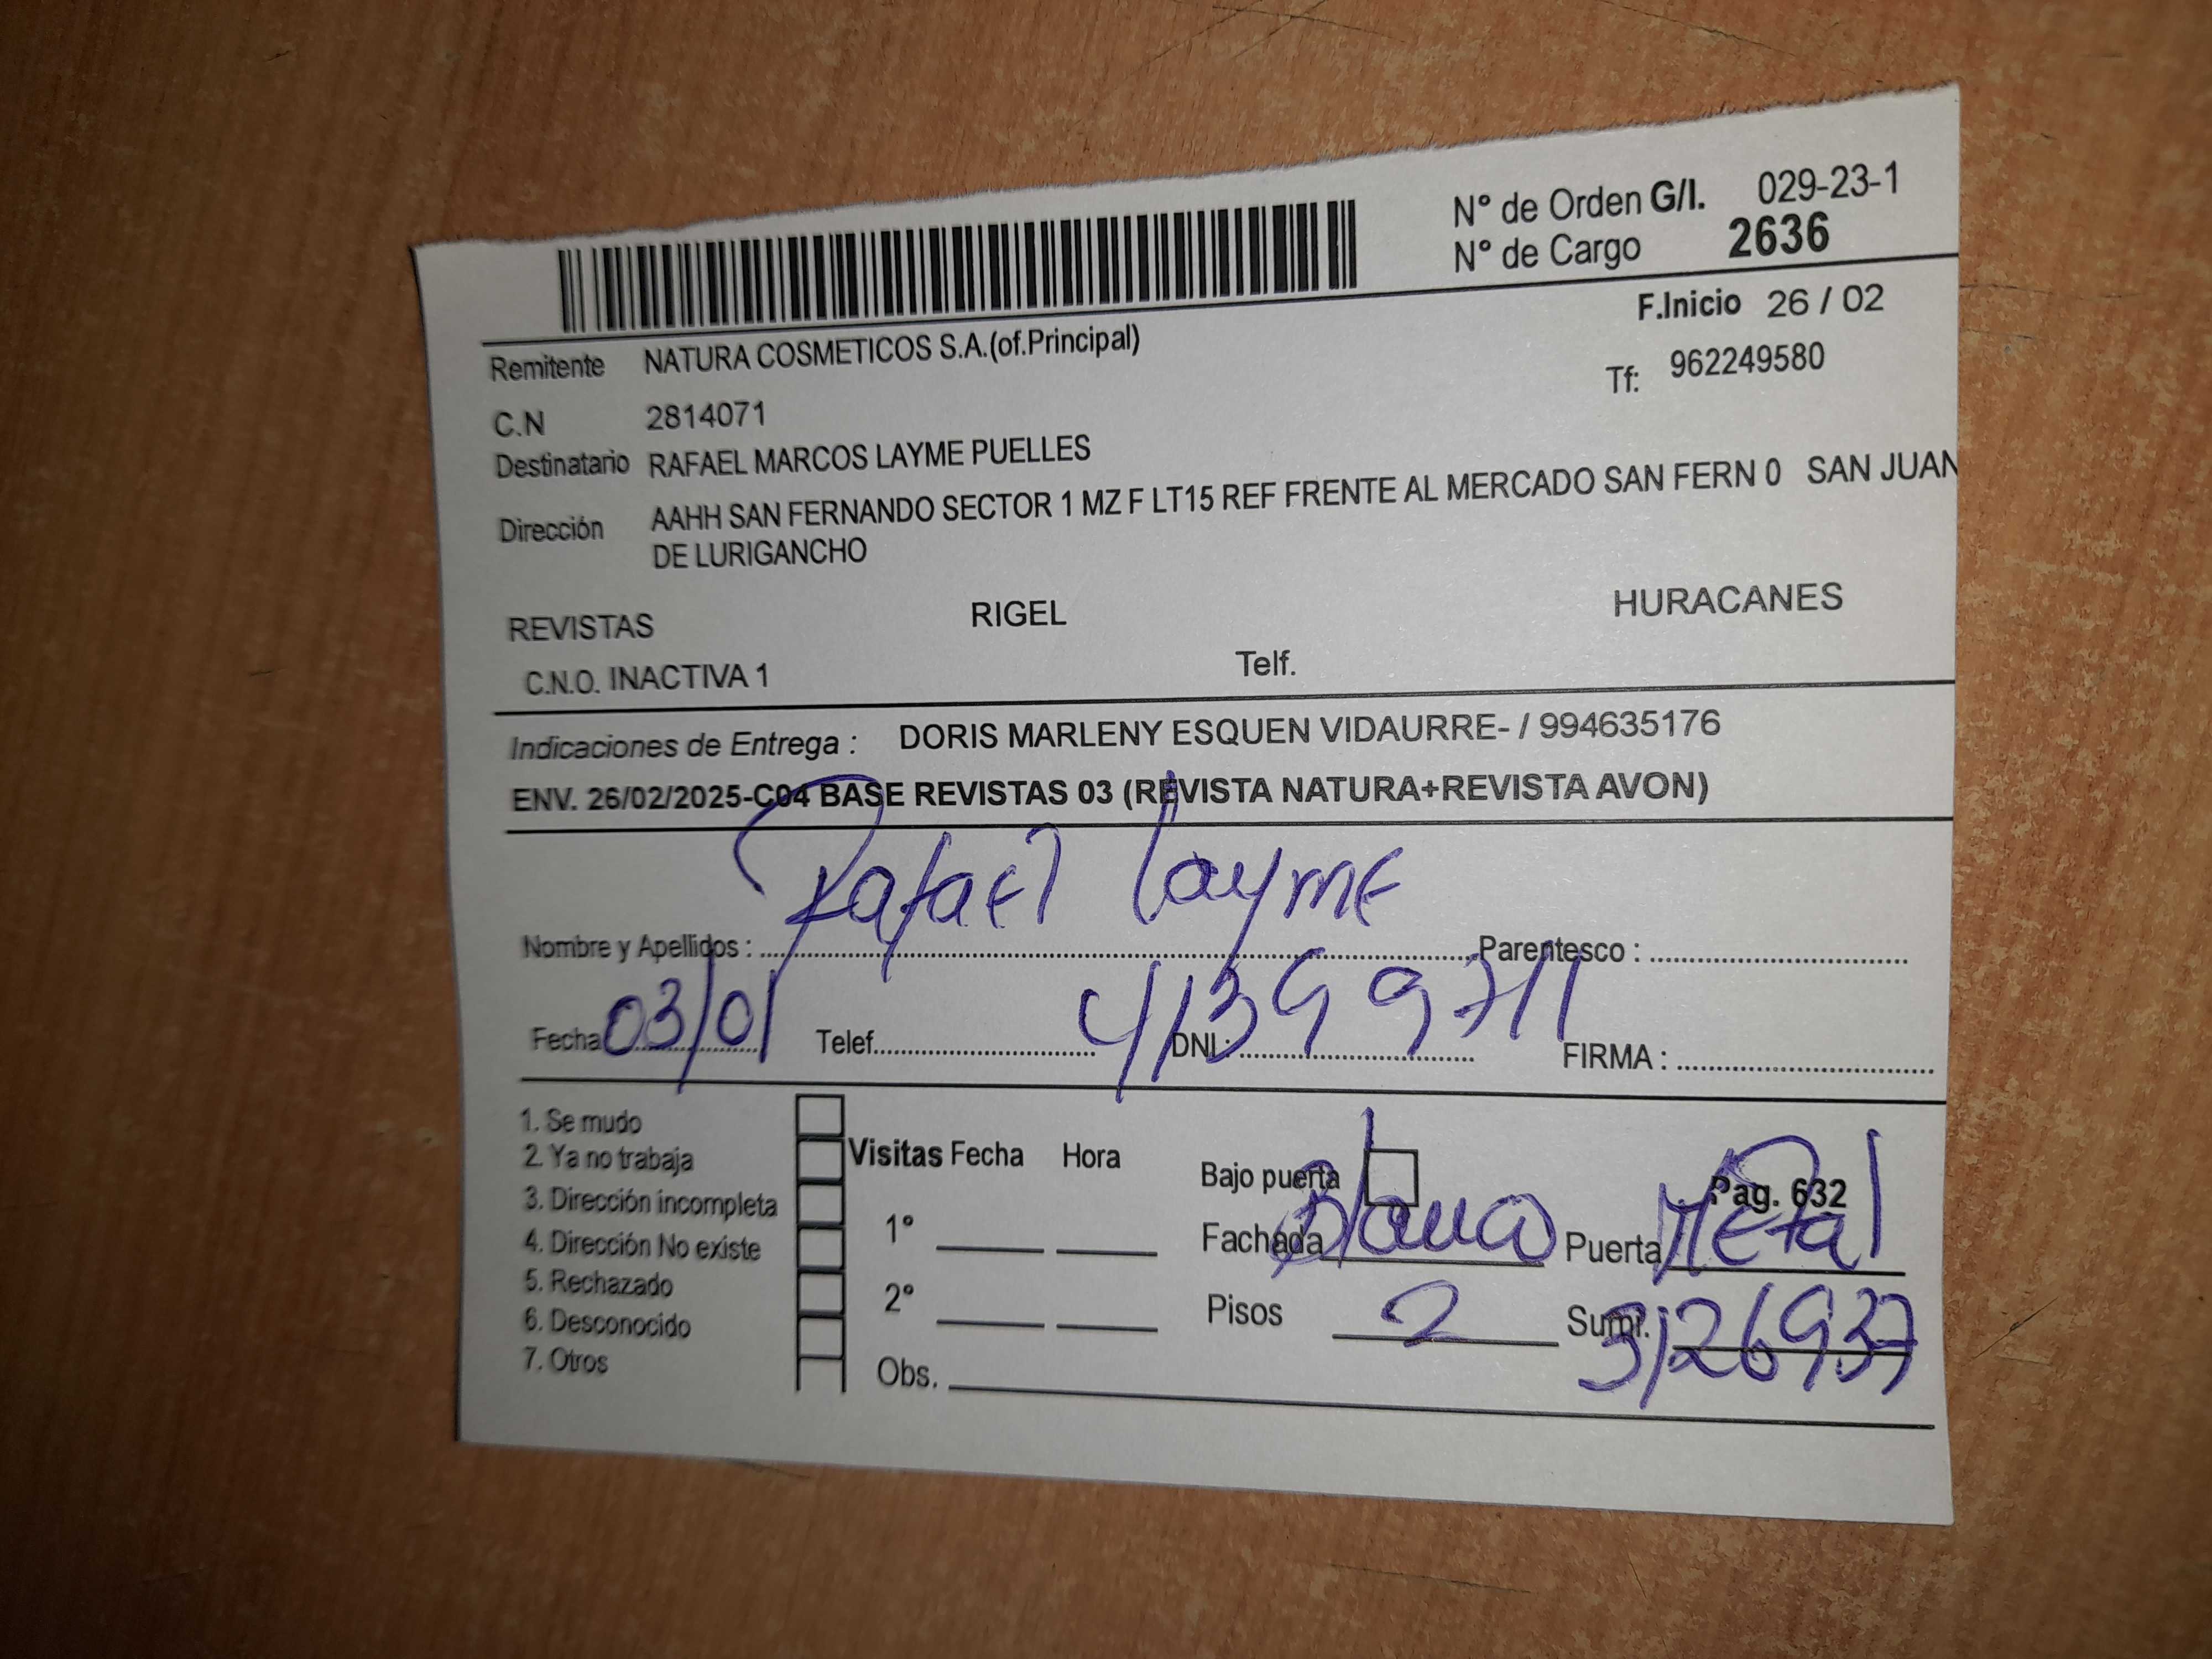 N° de Orden G/I. 029-23-1
N° de Cargo 2636
F.Inicio 26 / 02
Remitente NATURA COSMETICOS S.A.(of.Principal)
Tf: 962249580
C.N 2814071
Destinatario RAFAEL MARCOS LAYME PUELLES
Dirección AAHH SAN FERNANDO SECTOR 1 MZ F LT15 REF FRENTE AL MERCADO SAN FERN 0 SAN JUAN
DE LURIGANCHO
REVISTAS RIGEL HURACANES
C.N.O. INACTIVA 1 Telf.
Indicaciones de Entrega : DORIS MARLENY ESQUEN VIDAURRE- / 994635176
ENV. 26/02/2025-C04 BASE REVISTAS 03 (REVISTA NATURA+REVISTA AVON)
Rafael Layme
Nombre y Apellidos : Parentesco :
Fecha 03/01 Telef. DNI: 41399711 FIRMA :
1. Se mudo
2. Ya no trabaja
3. Dirección incompleta
4. Dirección No existe
5. Rechazado
6. Desconocido
7. Otros
Visitas Fecha Hora
1°
2°
Obs.
Bajo puerta Pag. 632
Fachada Blanco Puerta Metal
Pisos 2 Sumi. 3126937